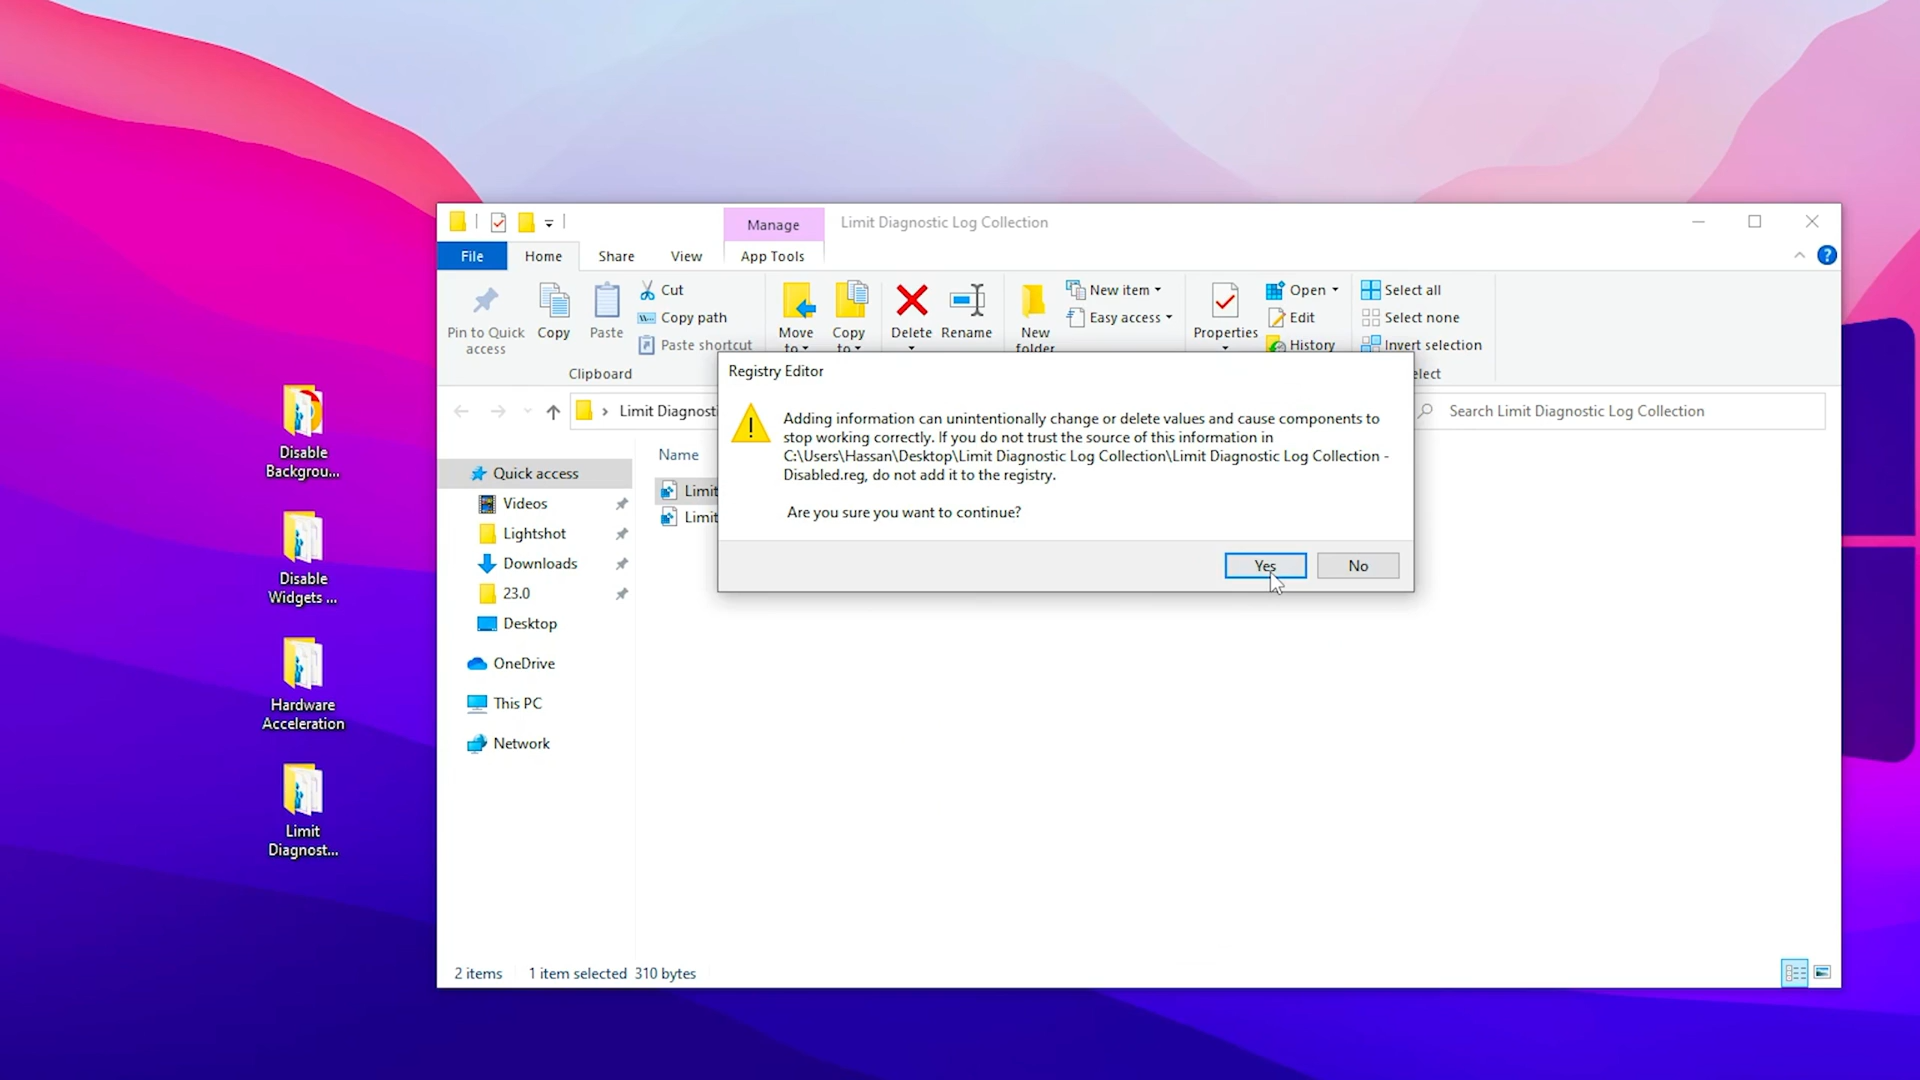 Manage
Limit Diagnostic Log Collection
File
Home
Share
View
App Tools
Pin to Quick
access
Copy
Paste
Cut
Copy path
Paste shortcut
Clipboard
Move
to
Copy
to
Delete
Rename
New
folder
New item
Easy access
Properties
Open
Edit
History
Select all
Select none
Invert selection
elect
Limit Diagnost
Search Limit Diagnostic Log Collection
Name
Limit
Limit
Quick access
Videos
Lightshot
Downloads
23.0
Desktop
OneDrive
This PC
Network
Registry Editor
Adding information can unintentionally change or delete values and cause components to
stop working correctly. If you do not trust the source of this information in
C:\Users\Hassan\Desktop\Limit Diagnostic Log Collection\Limit Diagnostic Log Collection -
Disabled.reg, do not add it to the registry.
Are you sure you want to continue?
Yes
No
2 items
1 item selected 310 bytes
Disable
Backgrou...
Disable
Widgets ...
Hardware
Acceleration
Limit
Diagnost...